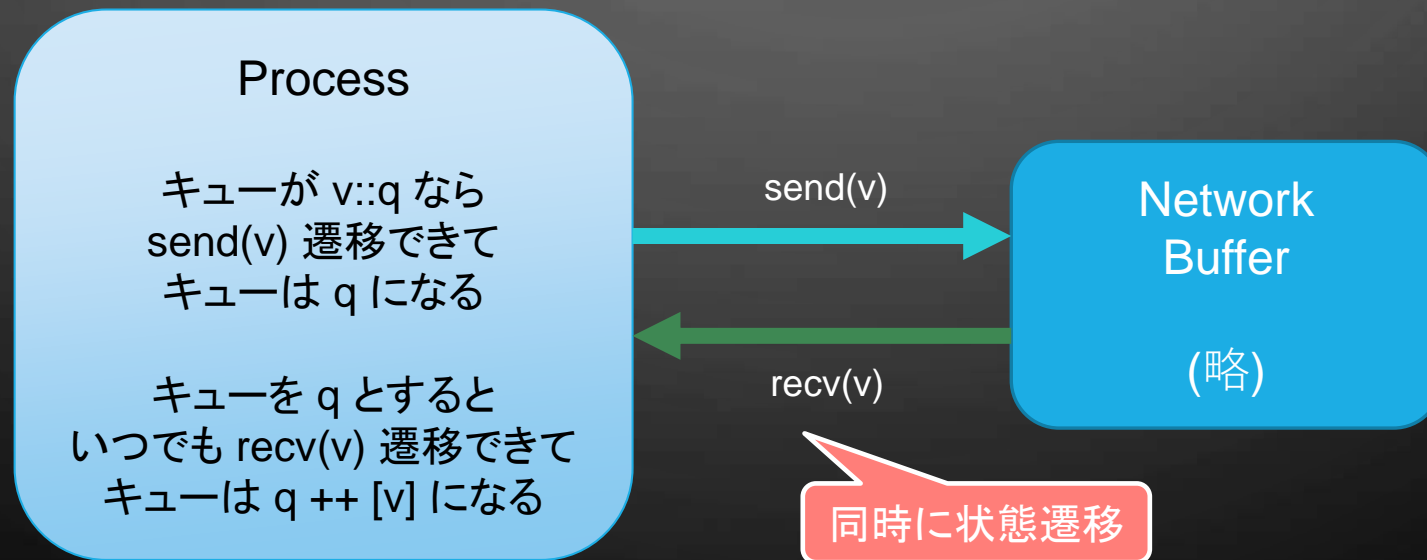 Process
キューが v::q なら
send(v) 遷移できて
キューは q になる
キューを q とすると
いつでも recv(v) 遷移できて
キューは q ++ [v] になる
send(v)
recv(v)
同時に状態遷移
Network
Buffer
(略)